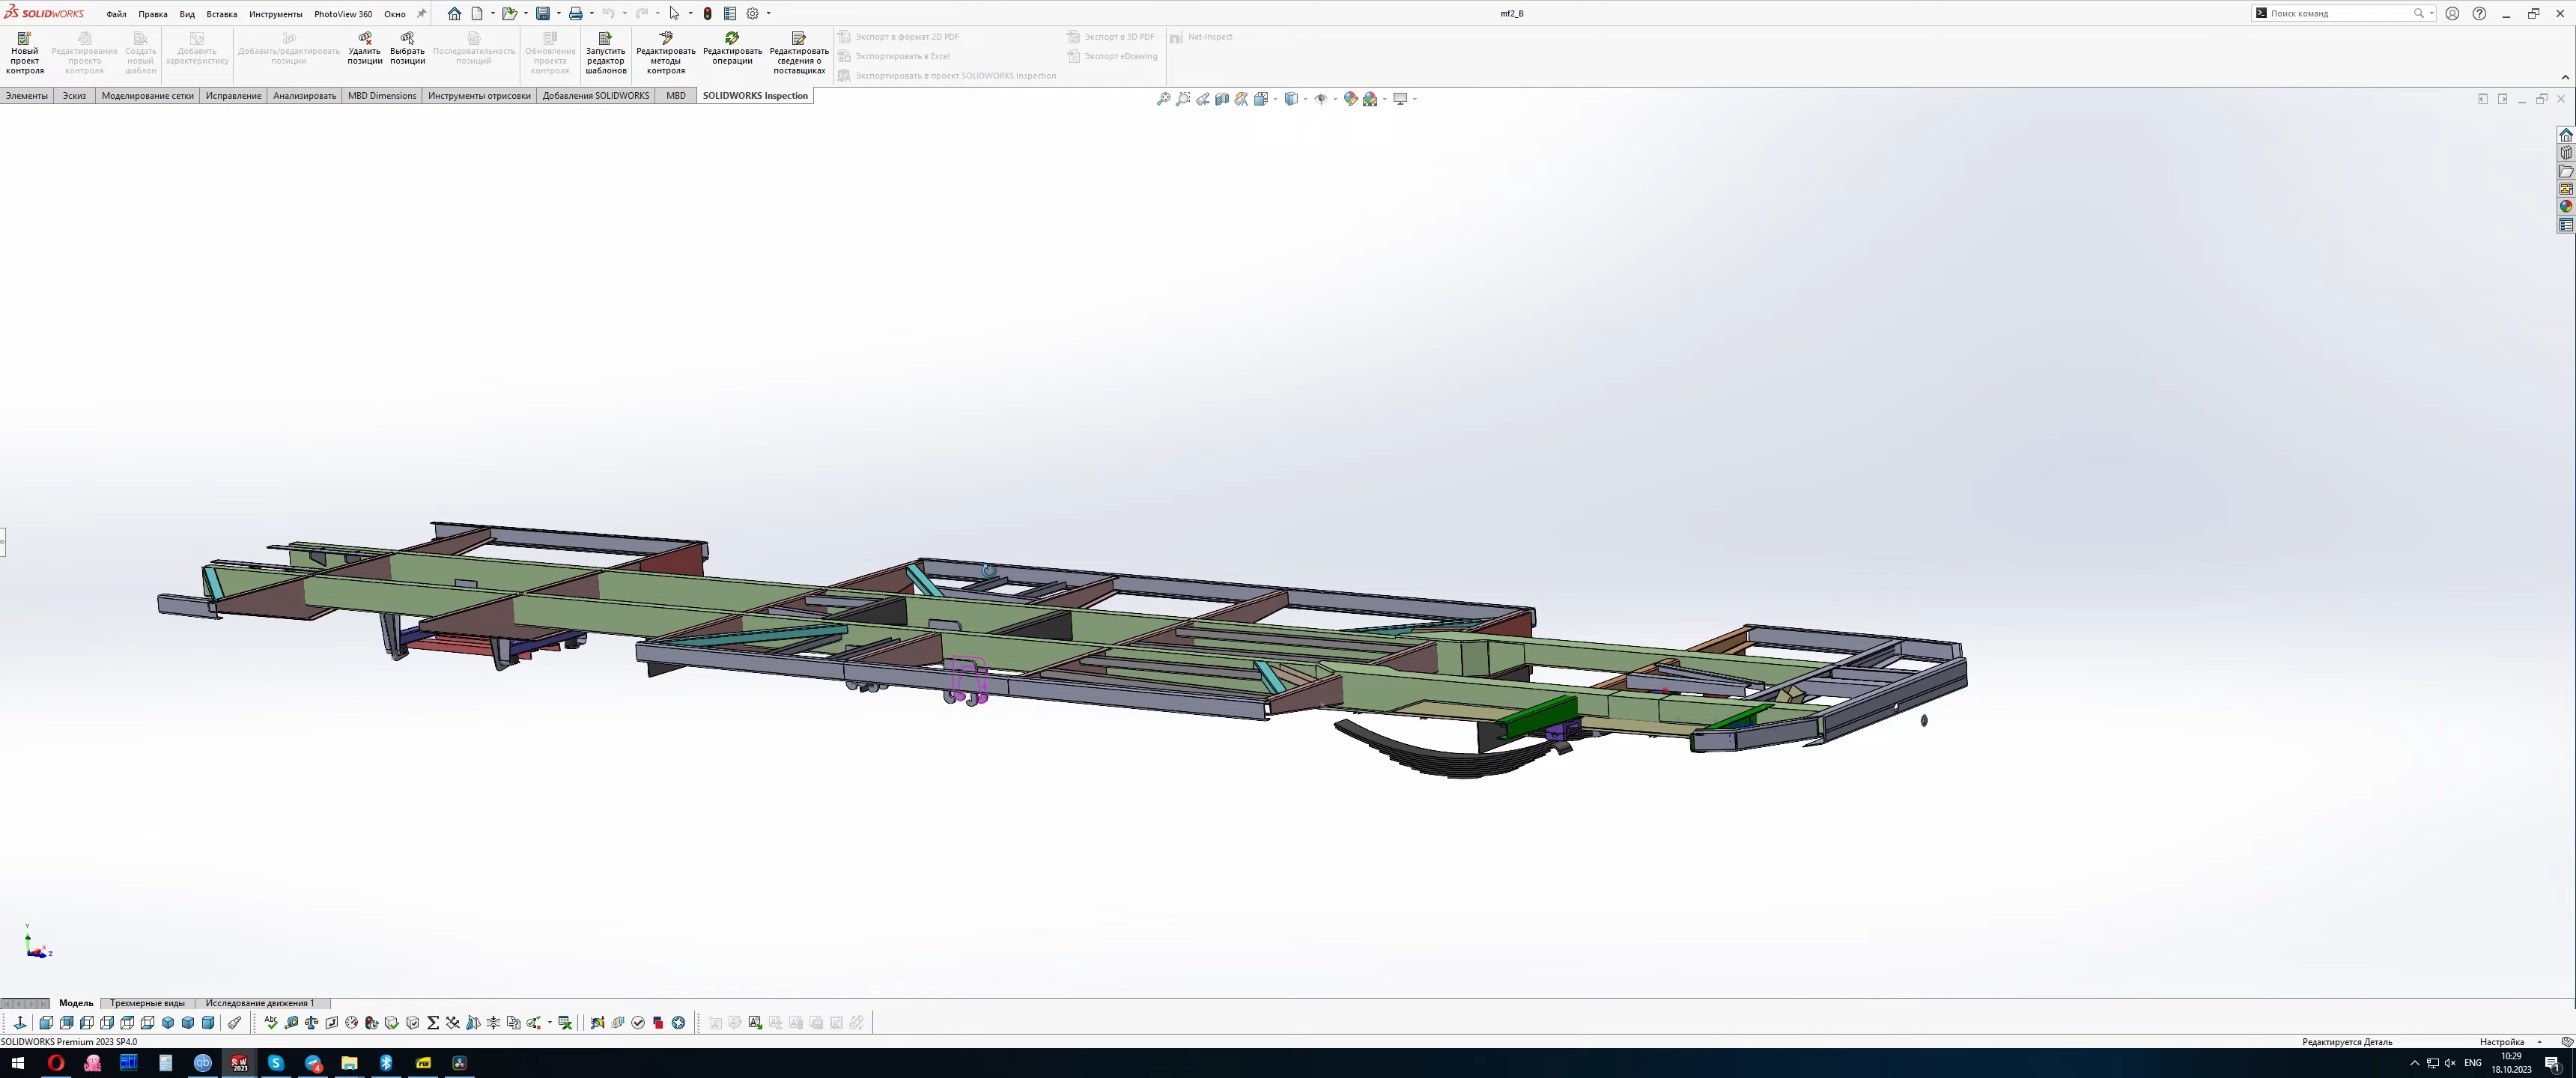 SOLIDWORKS Файл Правка Вид Вставка Инструменты PhotoView 360 Окно mf2_B Поиск команд
Новый проект контроля
Редактирование проекта контроля
Создать новый шаблон
Добавить характеристику
Добавить/редактировать позиции
Удалить позиции
Выбрать позиции
Последовательность позиций
Обновление проекта контроля
Запустить редактор шаблонов
Редактировать методы контроля
Редактировать операции
Редактировать сведения о поставщиках
Экспорт в формат 2D PDF
Экспортировать в Excel
Экспортировать в проект SOLIDWORKS Inspection
Экспорт в 3D PDF
Экспорт eDrawing
Net-Inspect
Элементы Эскиз Моделирование сетки Исправление Анализировать MBD Dimensions Инструменты отрисовки Добавления SOLIDWORKS MBD SOLIDWORKS Inspection
Y
Z
Модель Трехмерные виды Исследование движения 1
SOLIDWORKS Premium 2023 SP4.0 Редактируется Деталь Настройка
ENG
10:29
18.10.2023